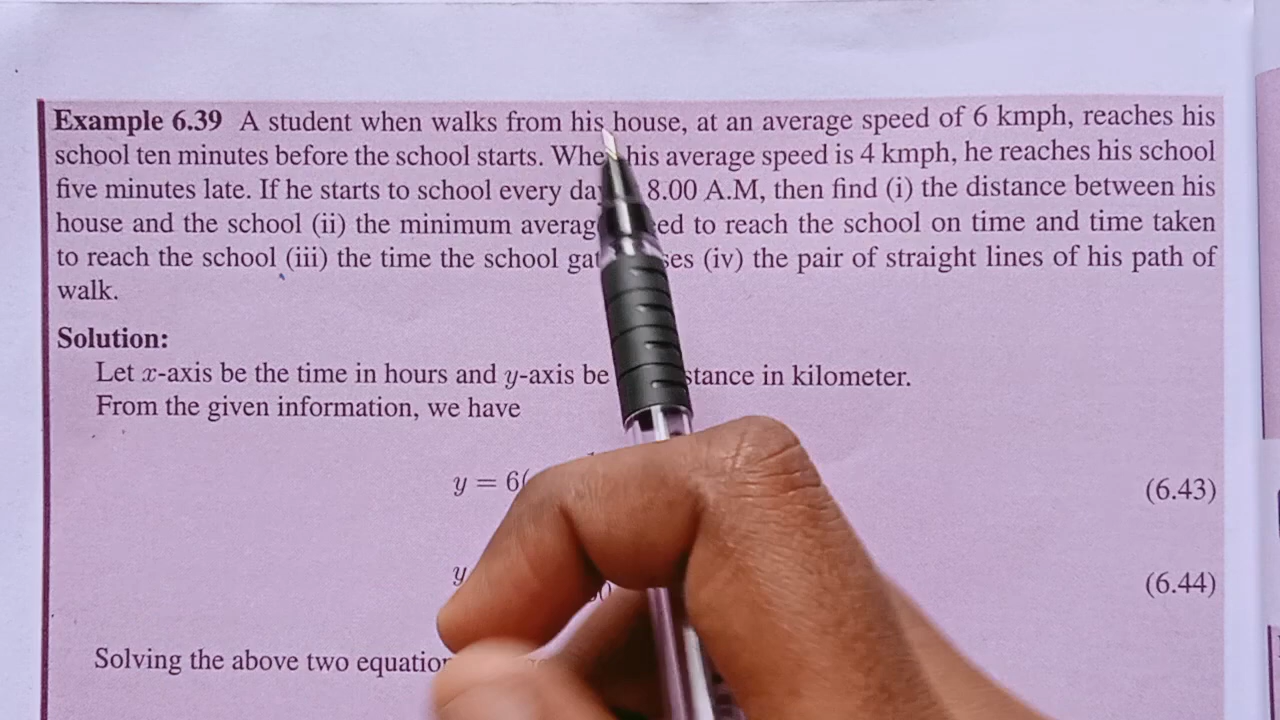 Example 6.39 A student when walks from his house, at an average speed of 6 kmph, reaches his
school ten minutes before the school starts. When his average speed is 4 kmph, he reaches his school
five minutes late. If he starts to school every day 8.00 A.M, then find (i) the distance between his
house and the school (ii) the minimum average speed to reach the school on time and time taken
to reach the school (iii) the time the school (iv) the pair of straight lines of his path of
walk.
Solution:
Let x-axis be the time in hours and y-axis be distance in kilometer.
From the given information, we have
y = 6( (6.43)
y (6.44)
Solving the above two equation